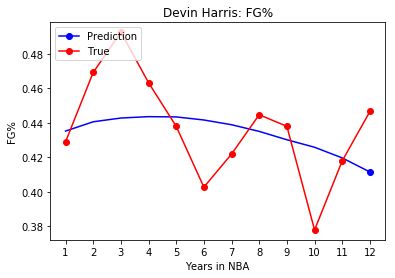 Devin Harris: FG%
Prediction
True
0.48
0.46
0.44
0.42
0.40
0.38
FG%
1 2 3 4 5 6 7 8 9 10 11 12
Years in NBA